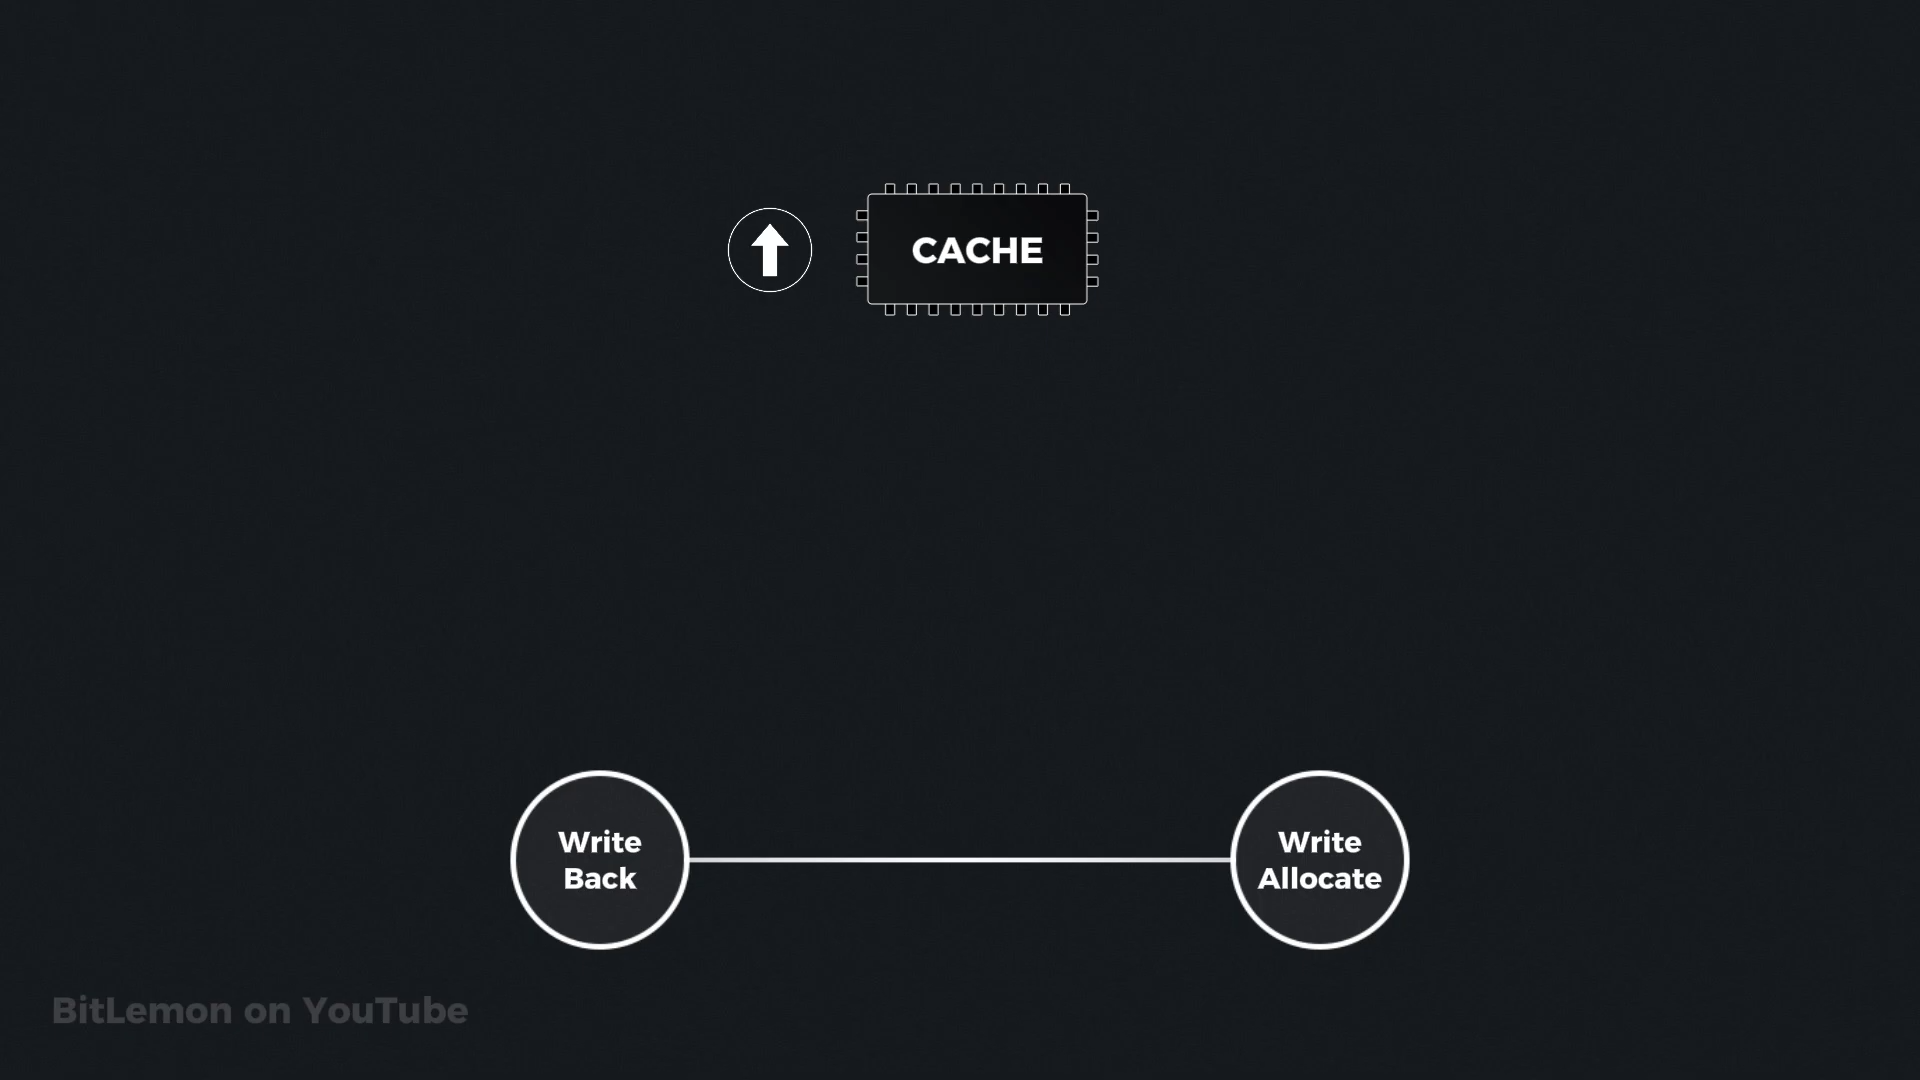 CACHE
Write
Back
Write
Allocate
BitLemon on YouTube